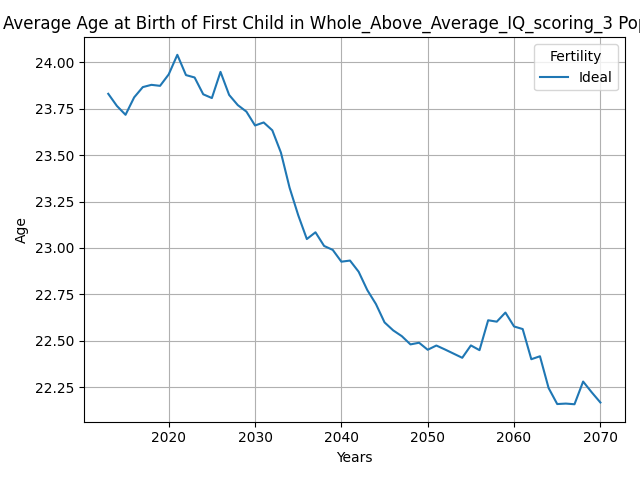 Average Age at Birth of First Child in Whole_Above_Average_IQ_scoring_3 Po
Fertility
Ideal
24.00
23.75
23.50
23.25
23.00
22.75
22.50
22.25
Age
2020 2030 2040 2050 2060 2070
Years